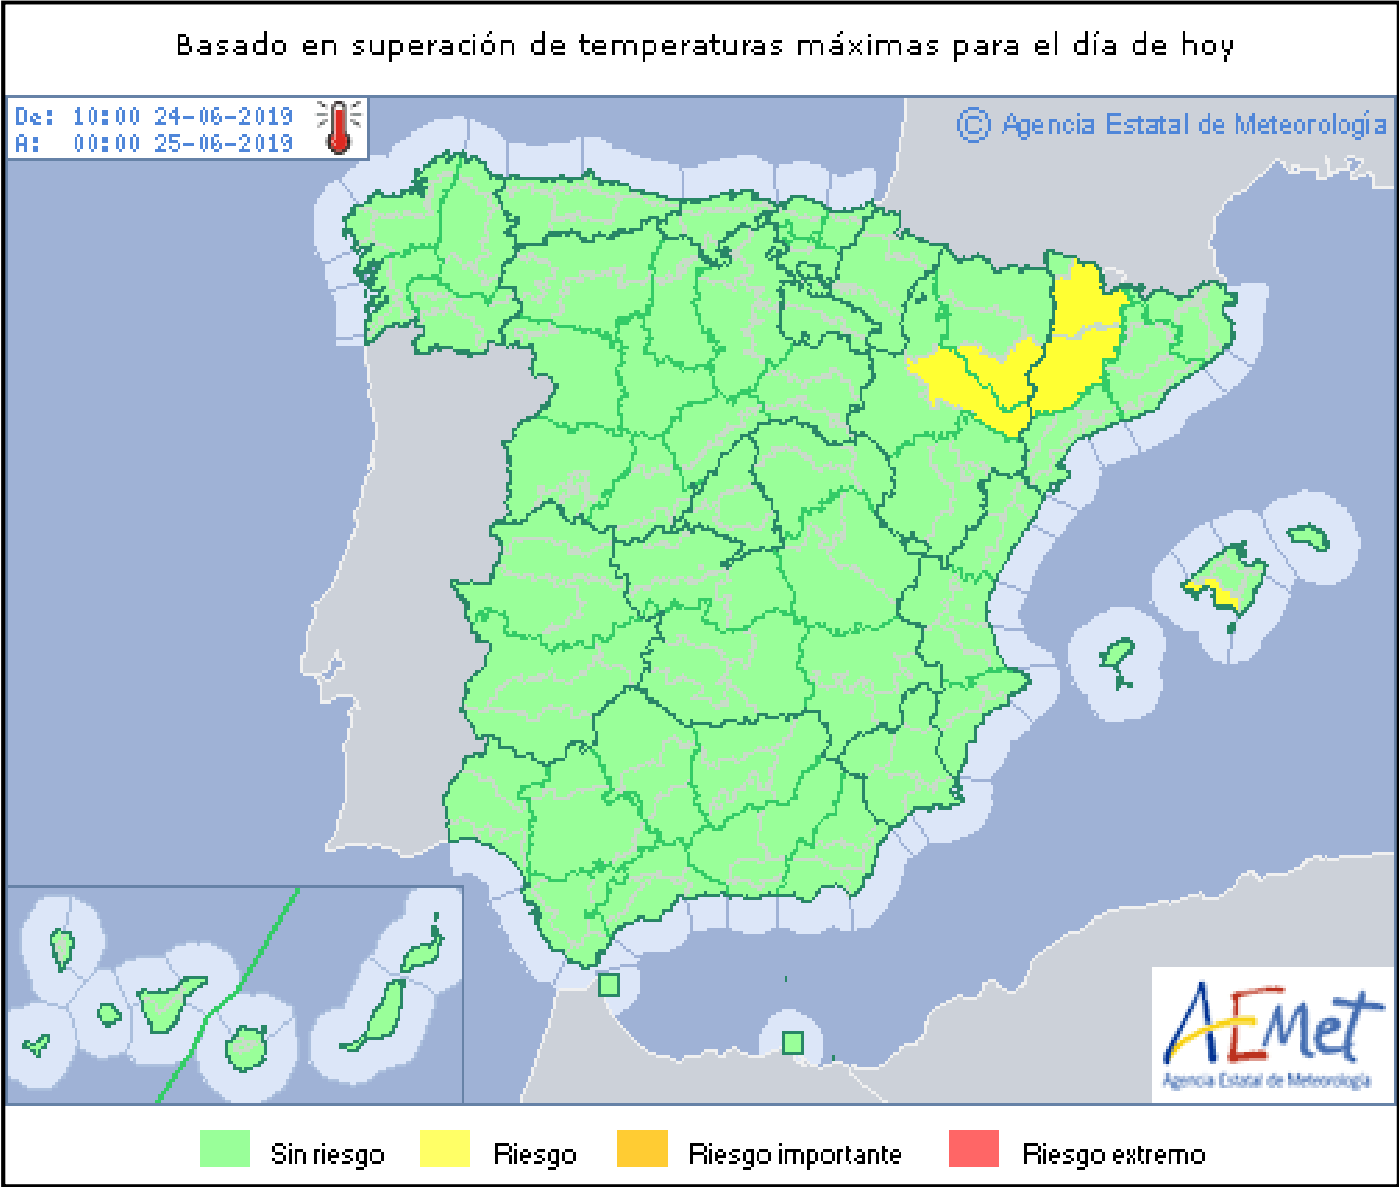 Basado en superación de temperaturas máximas para el día de hoy
De: 10:00 24-06-2019
A: 00:00 25-06-2019
© Agencia Estatal de Meteorología
AEMet
Agencia Estatal de Meteorología
Sin riesgo
Riesgo
Riesgo importante
Riesgo extremo